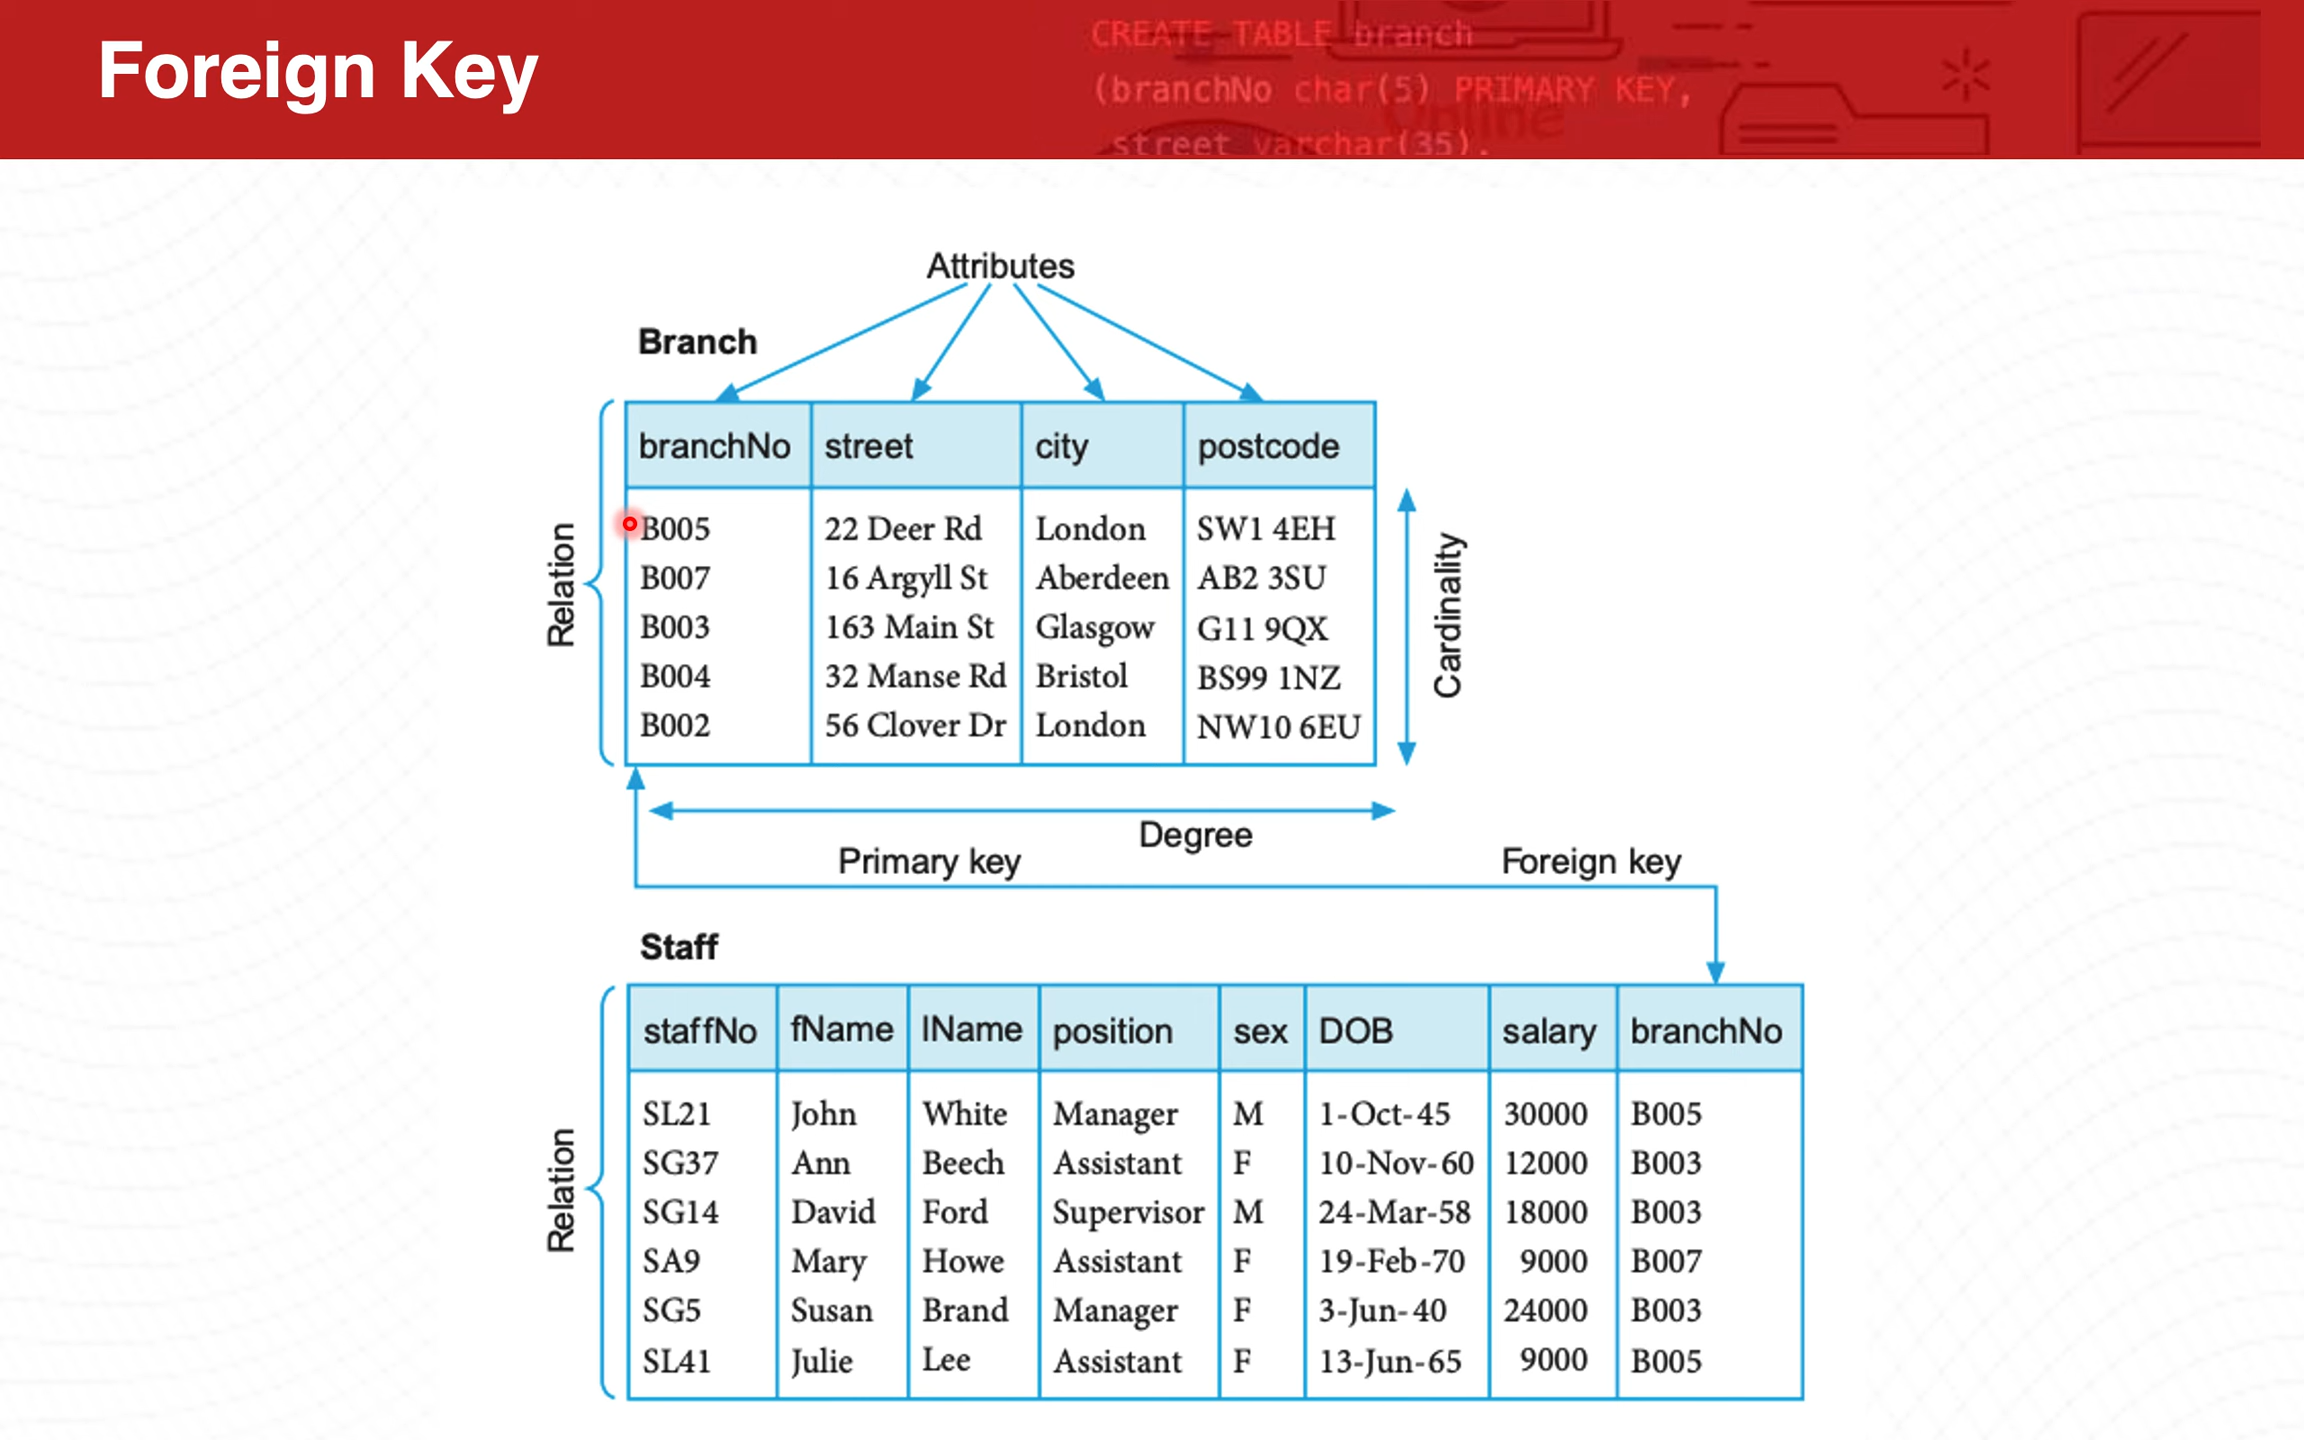 Foreign Key
CREATE TABLE branch
(branchNo char(5) PRIMARY KEY,
street varchar(35),
Online
Attributes
Branch
branchNo street city postcode
B005 22 Deer Rd London SW1 4EH
B007 16 Argyll St Aberdeen AB2 3SU
B003 163 Main St Glasgow G11 9QX
B004 32 Manse Rd Bristol BS99 1NZ
B002 56 Clover Dr London NW10 6EU
Relation
Cardinality
Degree
Primary key
Foreign key
Staff
staffNo fName lName position sex DOB salary branchNo
SL21 John White Manager M 1-Oct-45 30000 B005
SG37 Ann Beech Assistant F 10-Nov-60 12000 B003
SG14 David Ford Supervisor M 24-Mar-58 18000 B003
SA9 Mary Howe Assistant F 19-Feb-70 9000 B007
SG5 Susan Brand Manager F 3-Jun-40 24000 B003
SL41 Julie Lee Assistant F 13-Jun-65 9000 B005
Relation